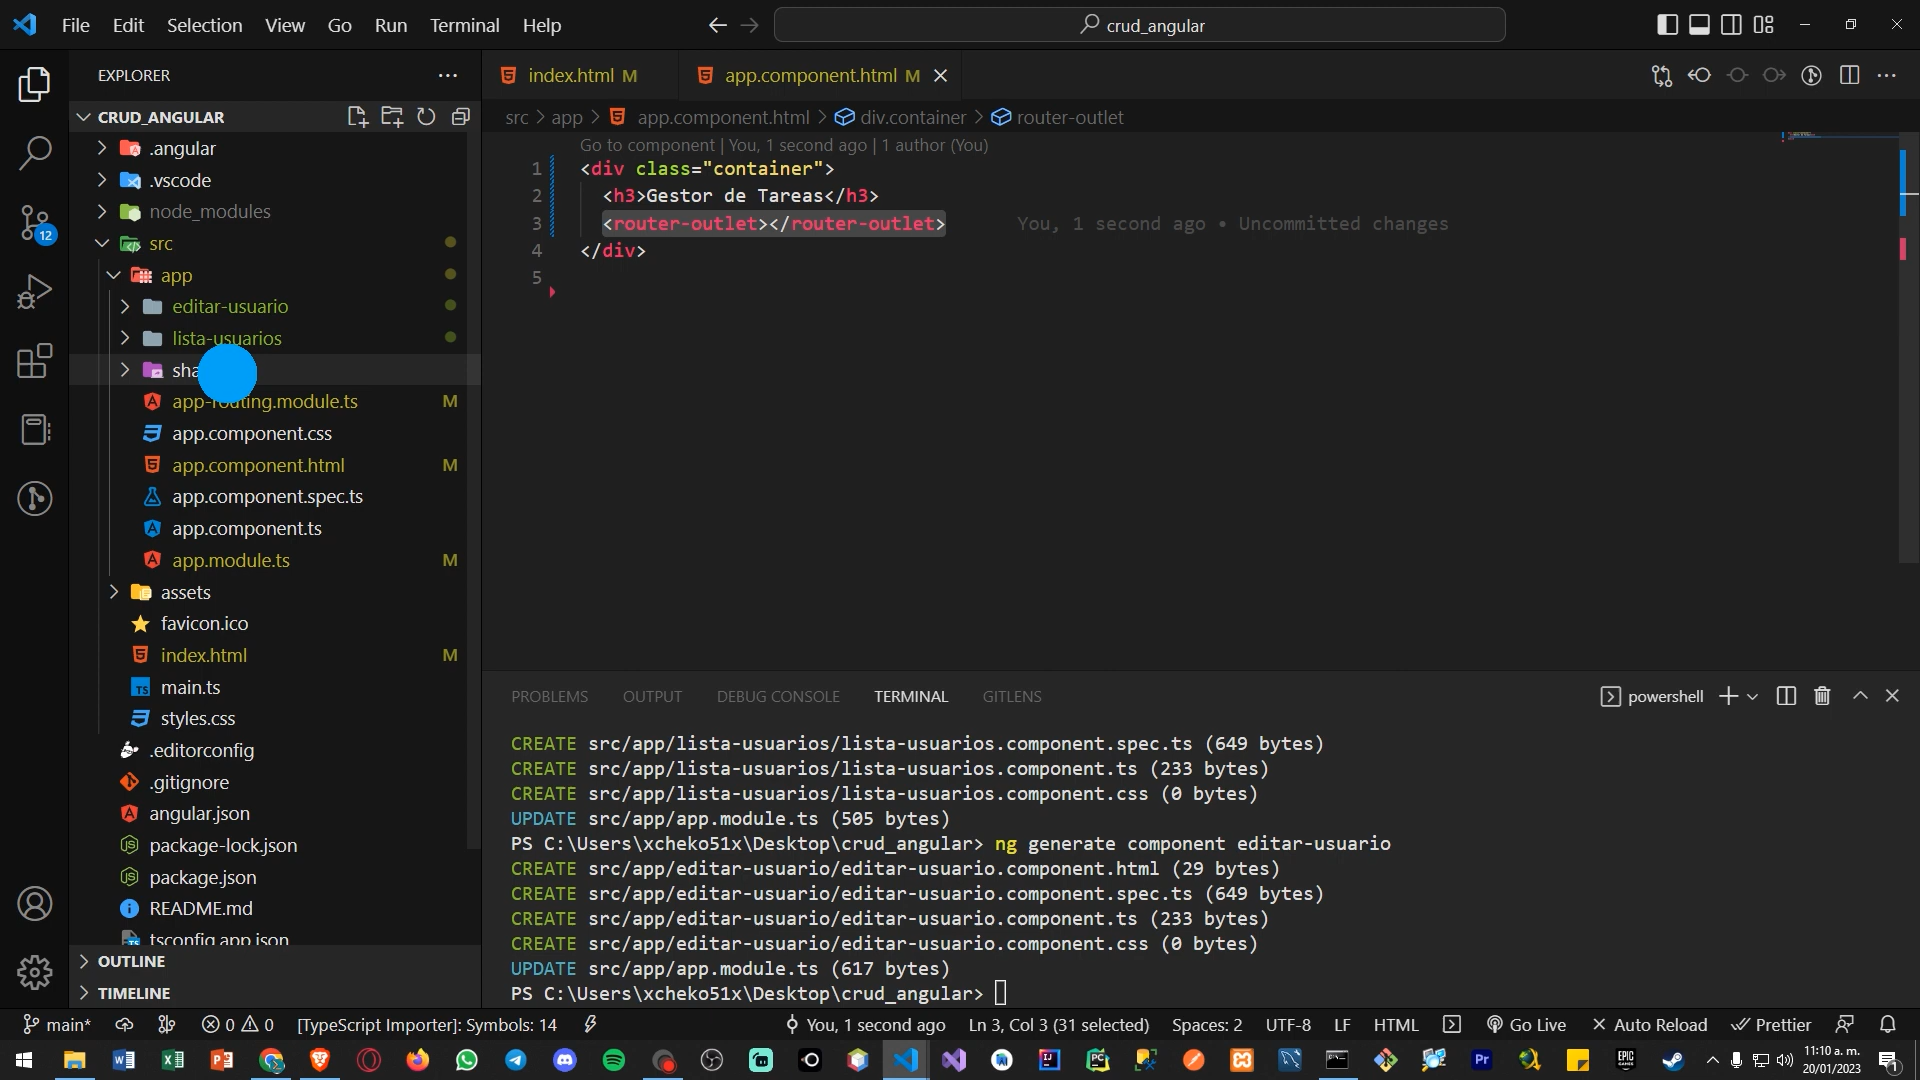 File Edit Selection View Go Run Terminal Help
crud_angular
EXPLORER
CRUD_ANGULAR
.angular
.vscode
node_modules
src
app
editar-usuario
lista-usuarios
app-routing.module.ts M
app.component.css
app.component.html M
app.component.spec.ts
app.component.ts
app.module.ts M
assets
favicon.ico
index.html M
main.ts
styles.css
.editorconfig
.gitignore
angular.json
package-lock.json
package.json
README.md
tsconfig.app.json
OUTLINE
TIMELINE
12
index.html M
app.component.html M
src > app > app.component.html > div.container > router-outlet
Go to component | You, 1 second ago | 1 author (You)
1 <div class="container">
2 <h3>Gestor de Tareas</h3>
3 <router-outlet></router-outlet> You, 1 second ago • Uncommitted changes
4 </div>
5
PROBLEMS OUTPUT DEBUG CONSOLE TERMINAL GITLENS
powershell
CREATE src/app/lista-usuarios/lista-usuarios.component.spec.ts (649 bytes)
CREATE src/app/lista-usuarios/lista-usuarios.component.ts (233 bytes)
CREATE src/app/lista-usuarios/lista-usuarios.component.css (0 bytes)
UPDATE src/app/app.module.ts (505 bytes)
PS C:\Users\xcheko51x\Desktop\crud_angular> ng generate component editar-usuario
CREATE src/app/editar-usuario/editar-usuario.component.html (29 bytes)
CREATE src/app/editar-usuario/editar-usuario.component.spec.ts (649 bytes)
CREATE src/app/editar-usuario/editar-usuario.component.ts (233 bytes)
CREATE src/app/editar-usuario/editar-usuario.component.css (0 bytes)
UPDATE src/app/app.module.ts (617 bytes)
PS C:\Users\xcheko51x\Desktop\crud_angular>
main* 0 0 [TypeScript Importer]: Symbols: 14 You, 1 second ago Ln 3, Col 3 (31 selected) Spaces: 2 UTF-8 LF HTML Go Live Auto Reload Prettier
11:10 a. m.
20/01/2023